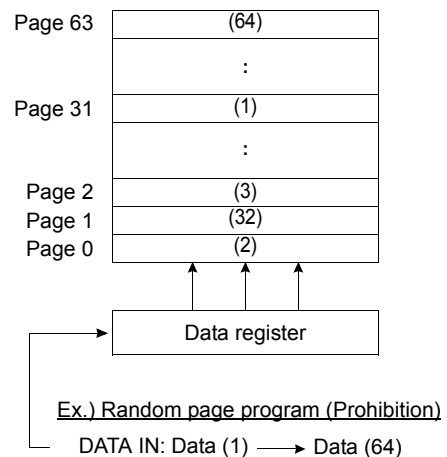 Page 63 (64)
:
Page 31 (1)
:
Page 2 (3)
Page 1 (32)
Page 0 (2)
Data register
Ex.) Random page program (Prohibition)
DATA IN: Data (1) Data (64)